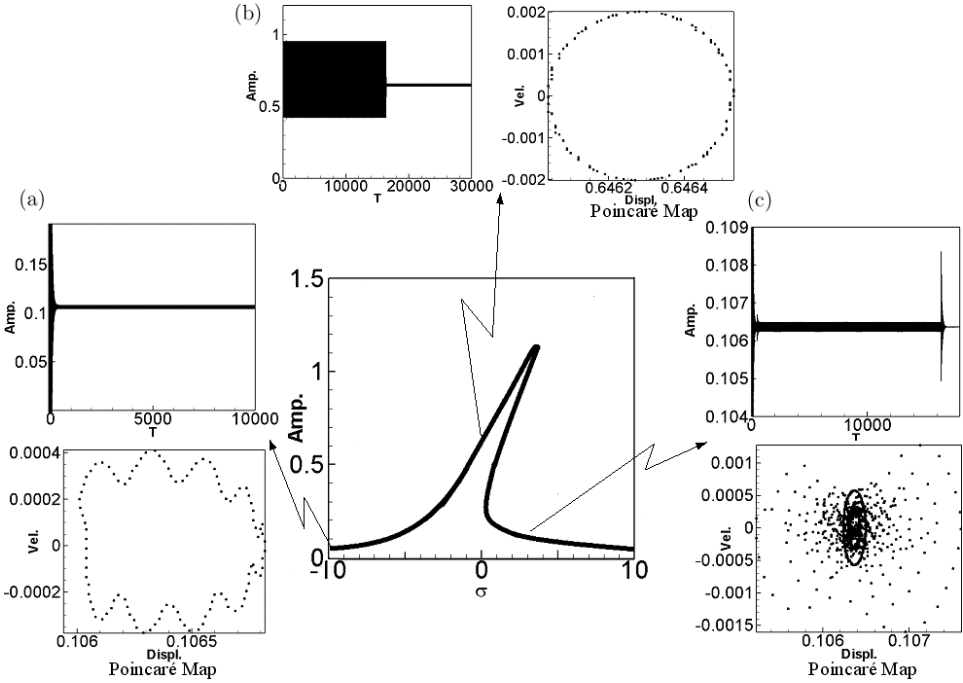 (b)
1
0.5
0
Amp.
0
10000
20000
30000
T
0.002
0.001
0
-0.001
-0.002
Vel.
0.6462
0.6464
Displ.
Poincaré Map
(a)
0.15
0.1
0.05
Amp.
0
5000
10000
T
0.0004
0.0002
0
-0.0002
Vel.
0.106
0.1065
Displ.
Poincaré Map
1.5
1
0.5
0
Amp.
-10
0
10
σ
(c)
0.109
0.108
0.107
0.106
0.105
0.104
Amp.
0
10000
T
0.001
0.0005
0
-0.0005
-0.001
-0.0015
Vel.
0.106
0.107
Displ.
Poincaré Map